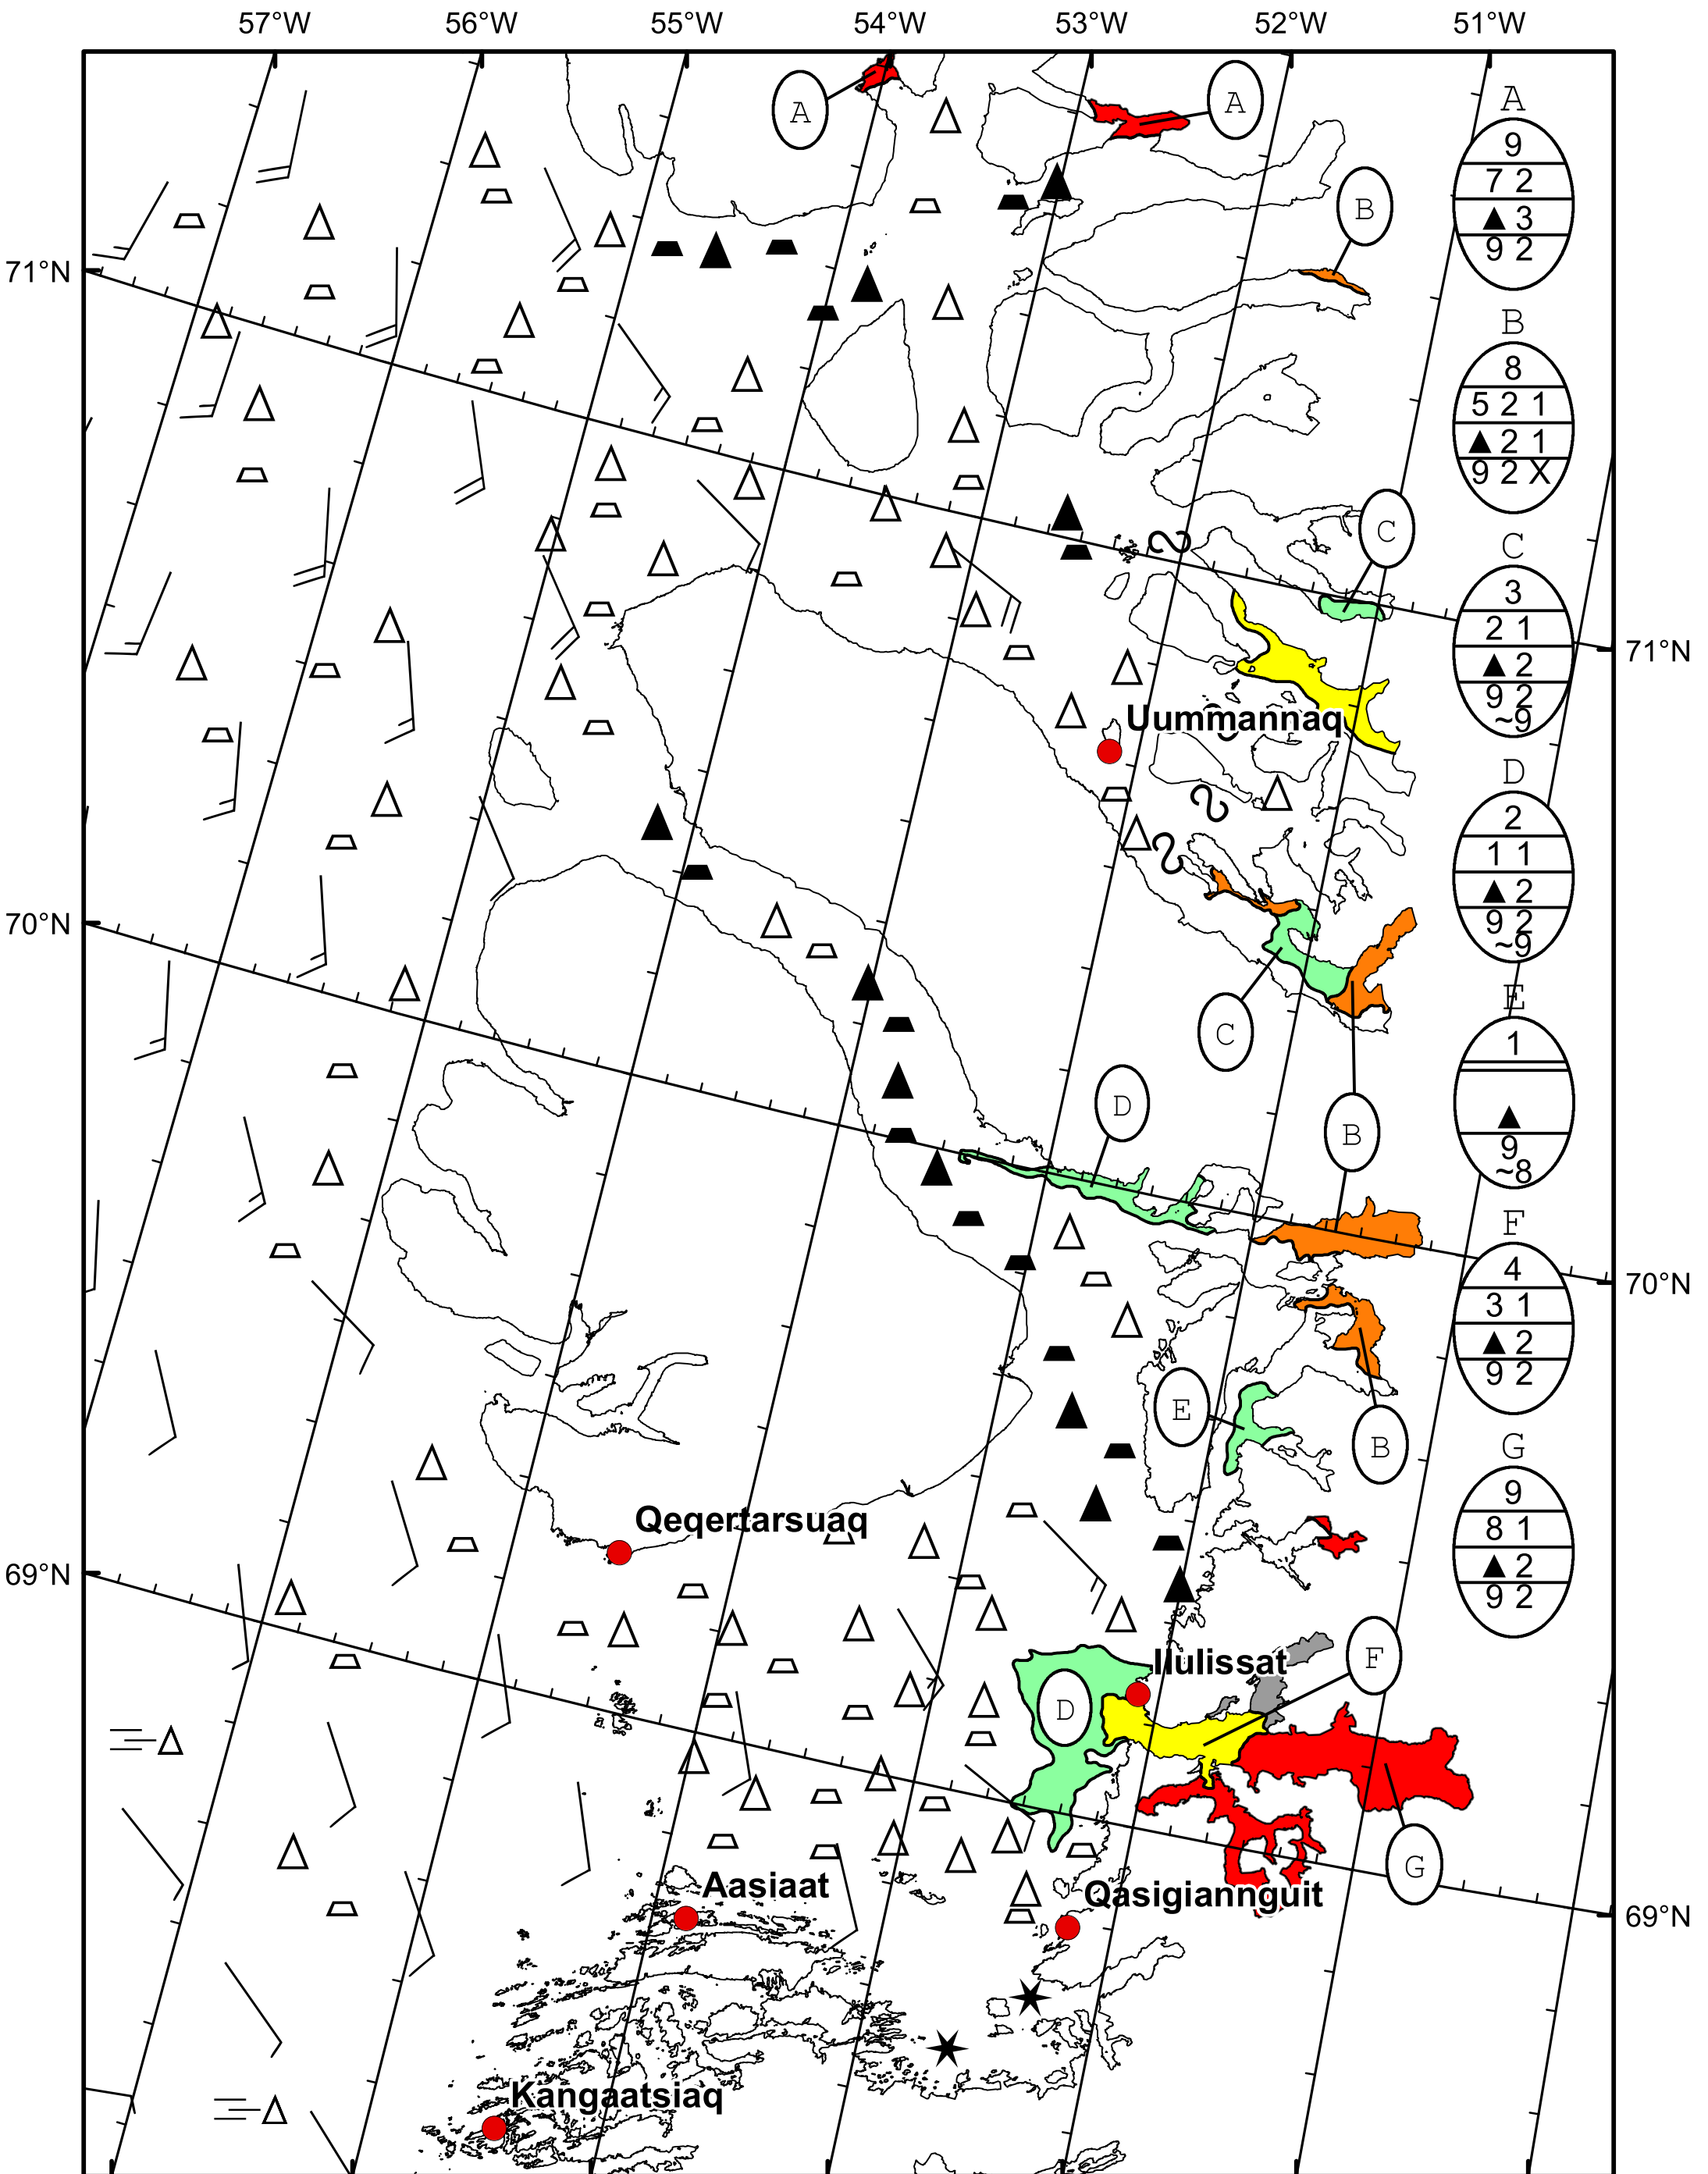 57°W 56°W 55°W 54°W 53°W 52°W 51°W
A
A
B
C
71°N
71°N
Uummannaq
70°N
C
D
B
70°N
E
B
Qeqertarsuaq
69°N
Ilulissat
F
D
G
Aasiaat
Qasigiannguit
69°N
Kangaatsiaq
A
9
7 2
▲ 3
9 2
B
8
5 2 1
▲ 2 1
9 2 X
C
3
2 1
▲ 2
9 2
~9
D
2
1 1
▲ 2
9 2
~9
E
1
▲
9
~8
F
4
3 1
▲ 2
9 2
G
9
8 1
▲ 2
9 2